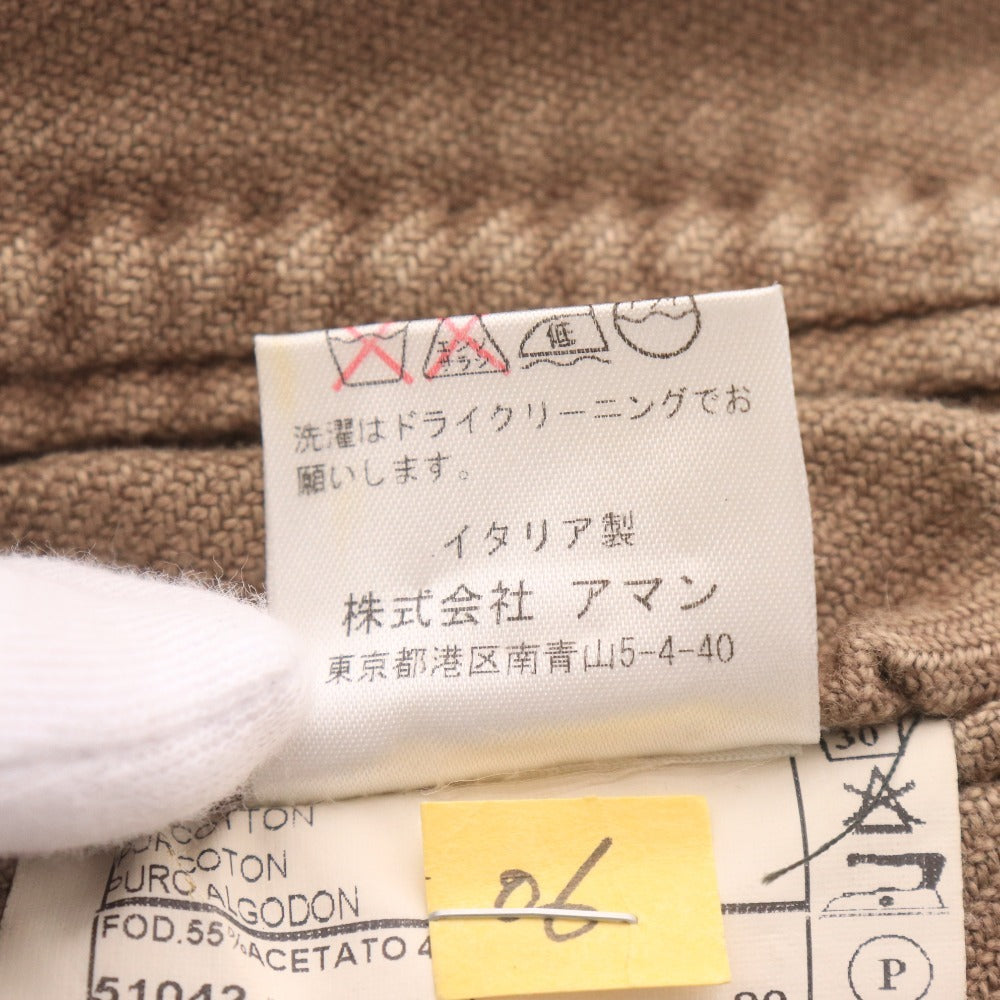 低
洗濯はドライクリーニングでお
願いします。
イタリア製
株式会社 アマン
東京都港区南青山5-4-40
30
COTTON
COTON
PURO ALGODON
FOD.55% ACETATO 4
06
P